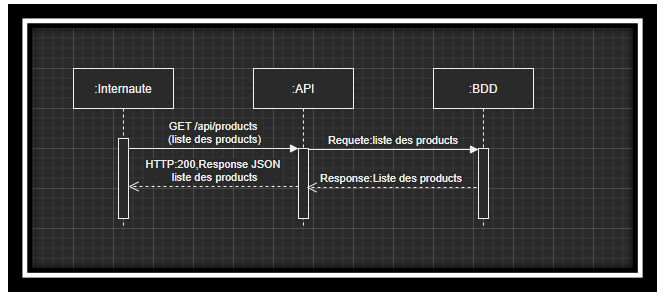 :Internaute
:API
:BDD
GET /api/products
(liste des products)
Requete:liste des products
HTTP:200,Response JSON
liste des products
Response:Liste des products